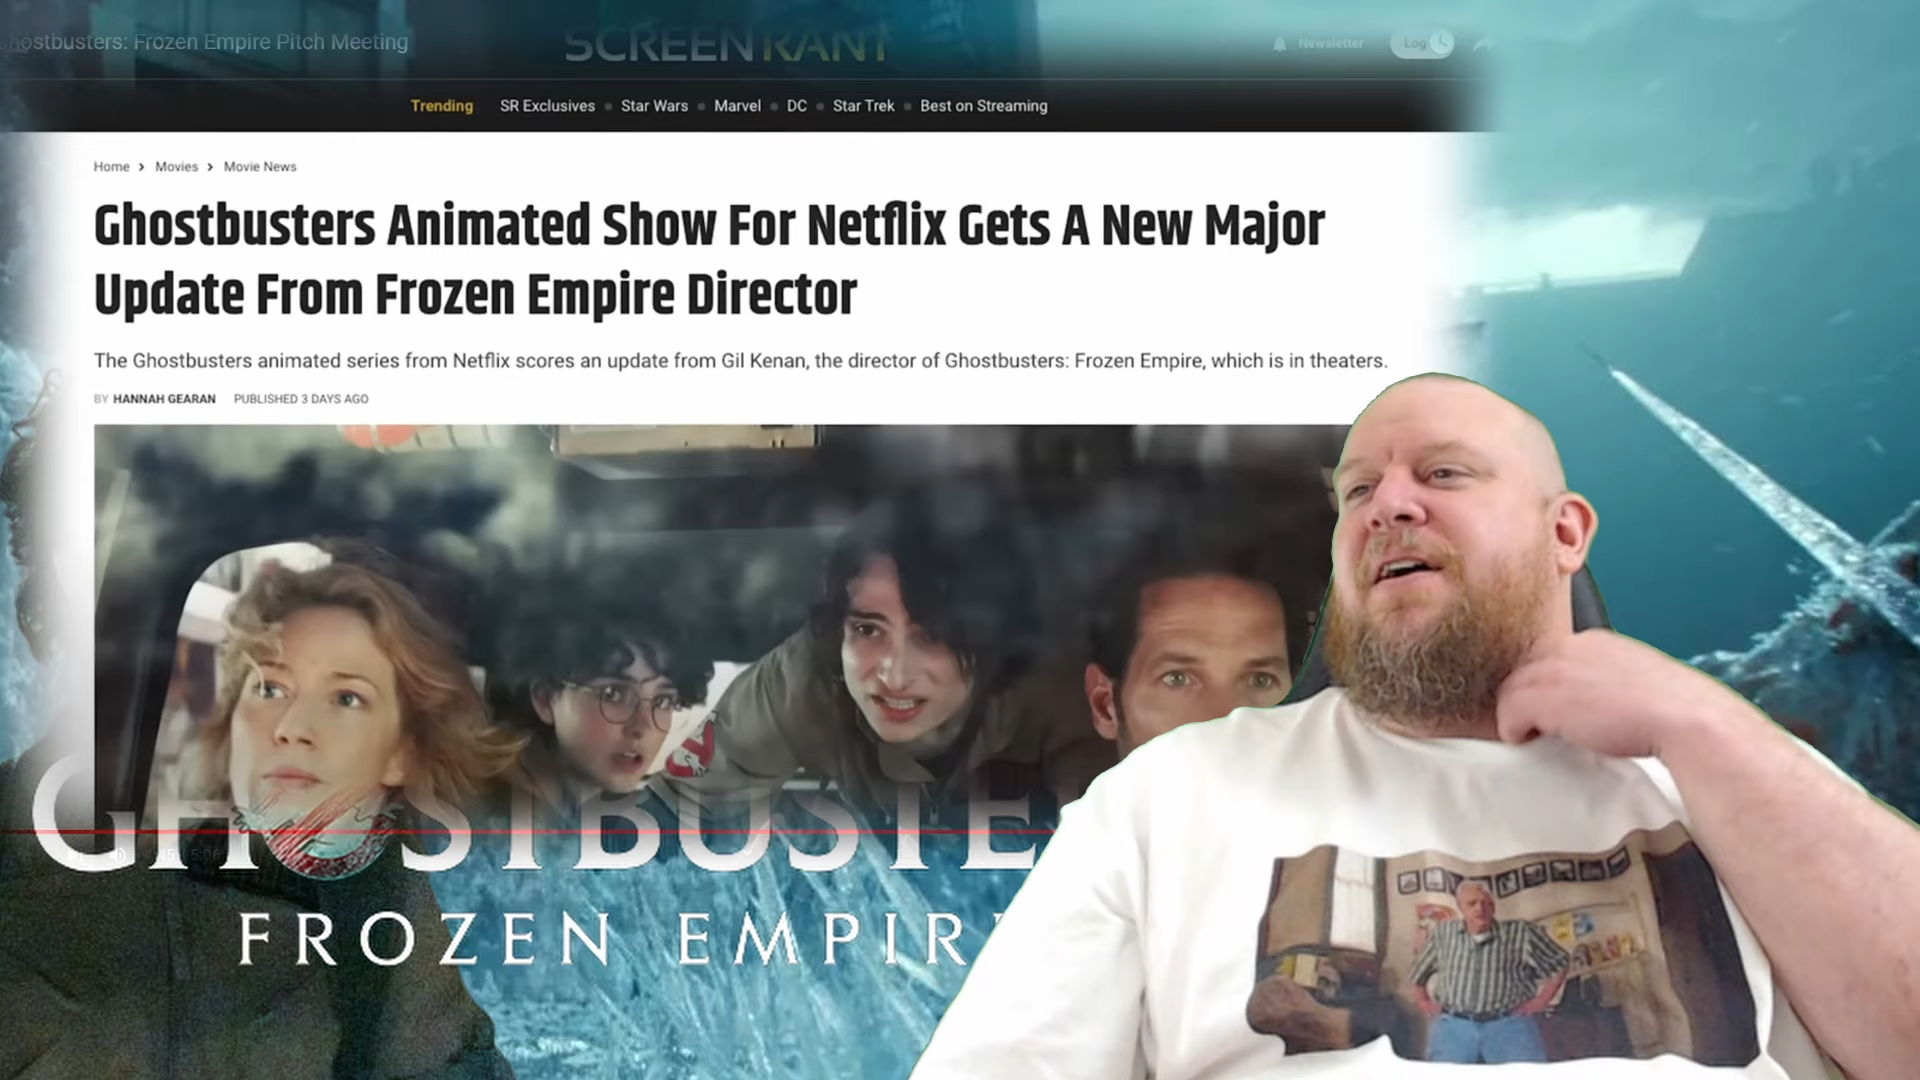 Ghostbusters: Frozen Empire Pitch Meeting
SCREENRANT
Newsletter
Log
Trending
SR Exclusives
Star Wars
Marvel
DC
Star Trek
Best on Streaming
Home > Movies > Movie News
Ghostbusters Animated Show For Netflix Gets A New Major
Update From Frozen Empire Director
The Ghostbusters animated series from Netflix scores an update from Gil Kenan, the director of Ghostbusters: Frozen Empire, which is in theaters.
BY HANNAH GEARAN PUBLISHED 3 DAYS AGO
GHOSTBUSTE
FROZEN EMPIR